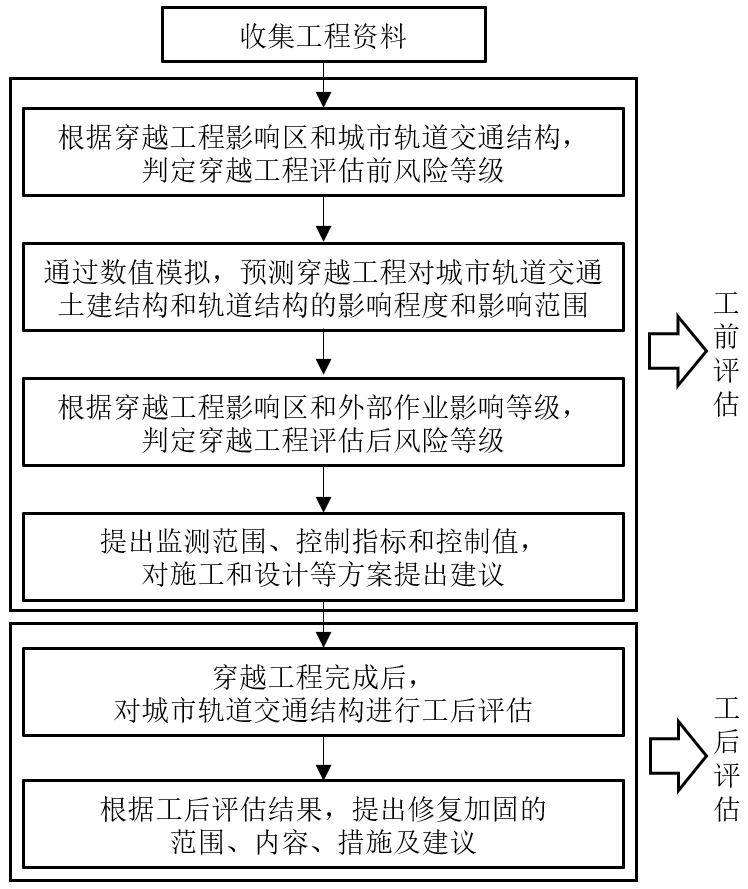 收集工程资料
根据穿越工程影响区和城市轨道交通结构，
判定穿越工程评估前风险等级
通过数值模拟，预测穿越工程对城市轨道交通
土建结构和轨道结构的影响程度和影响范围
根据穿越工程影响区和外部作业影响等级，
判定穿越工程评估后风险等级
提出监测范围、控制指标和控制值，
对施工和设计等方案提出建议
工前评估
穿越工程完成后，
对城市轨道交通结构进行工后评估
根据工后评估结果，提出修复加固的
范围、内容、措施及建议
工后评估